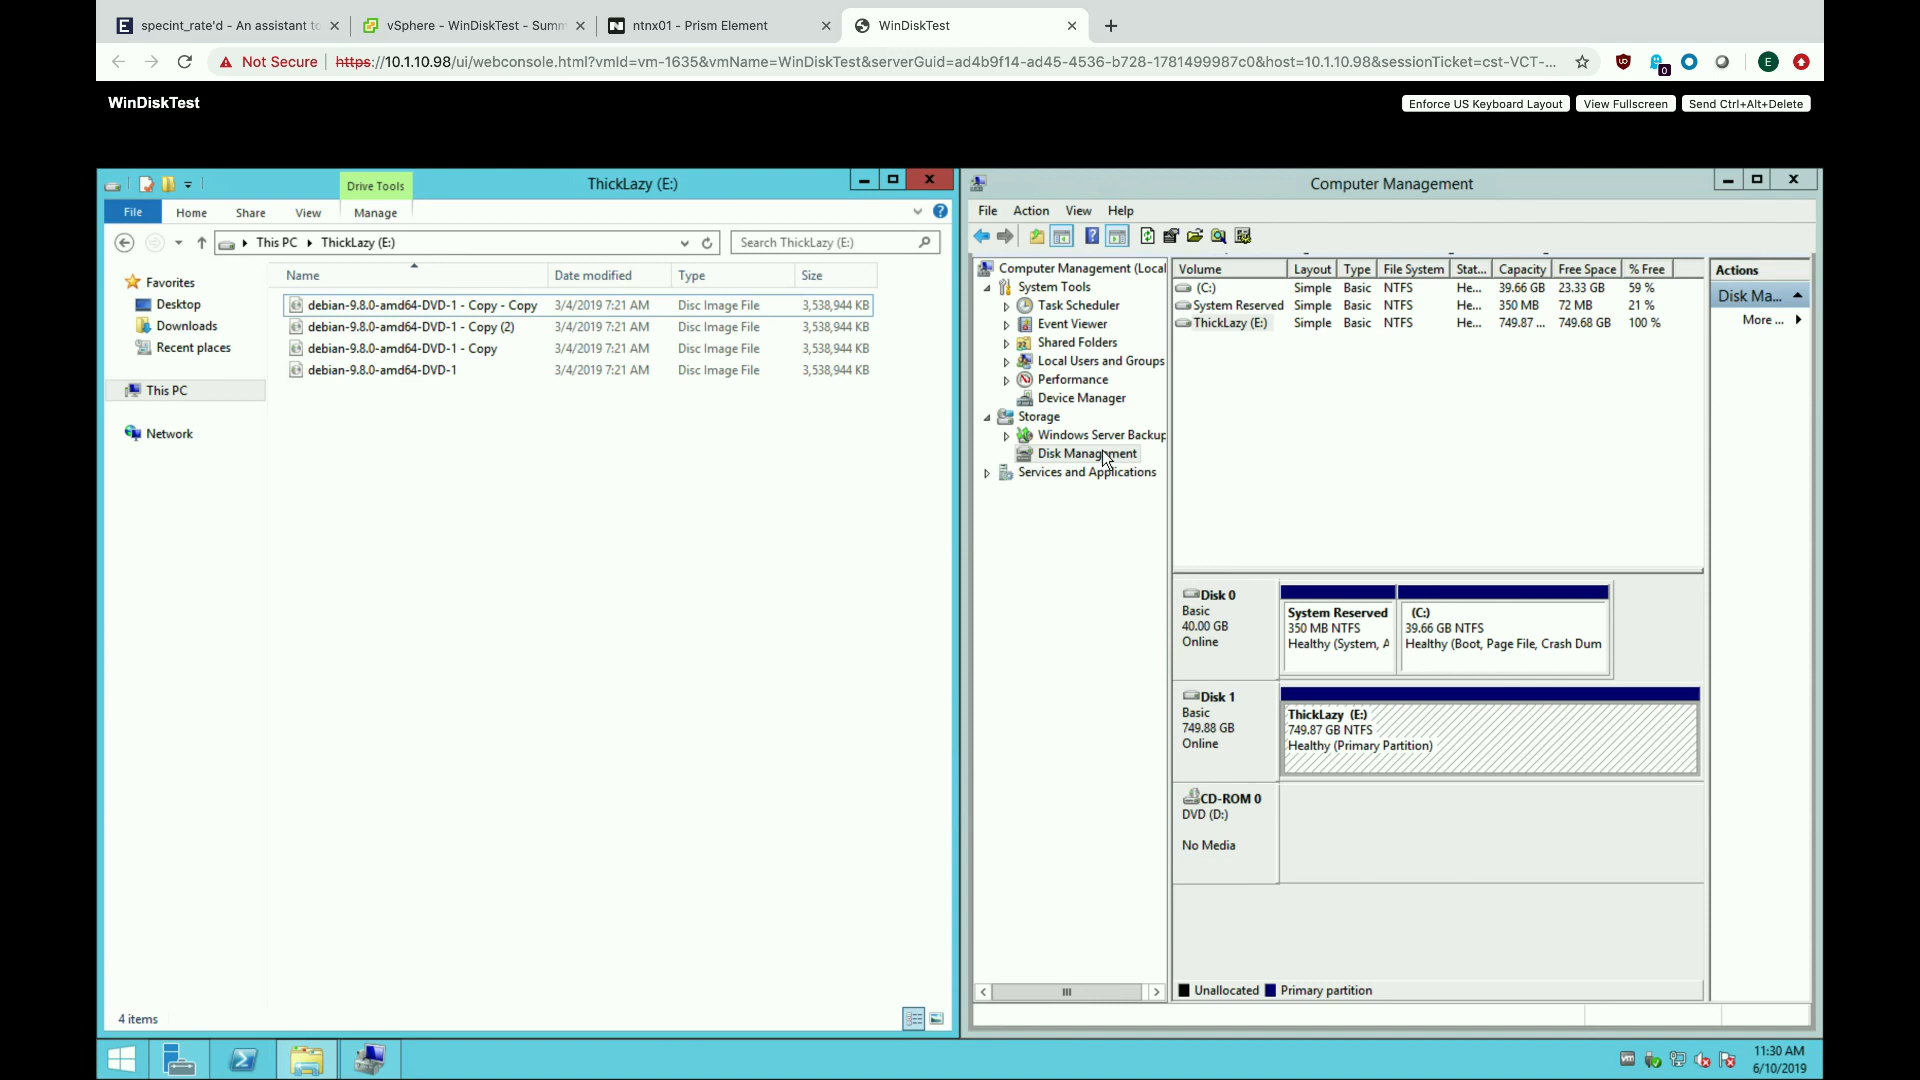 specint_rate'd - An assistant to
vSphere - WinDiskTest - Summ
ntnx01 - Prism Element
WinDiskTest
Not Secure
https://10.1.10.98/ui/webconsole.html?vmId=vm-1635&vmName=WinDiskTest&serverGuid=ad4b9f14-ad45-4536-b728-1781499987c0&host=10.1.10.98&sessionTicket=cst-VCT-...
0
E
WinDiskTest
Enforce US Keyboard Layout
View Fullscreen
Send Ctrl+Alt+Delete
Drive Tools
ThickLazy (E:)
File
Home
Share
View
Manage
This PC
ThickLazy (E:)
Search ThickLazy (E:)
Favorites
Desktop
Downloads
Recent places
This PC
Network
Name Date modified Type Size
debian-9.8.0-amd64-DVD-1 - Copy - Copy 3/4/2019 7:21 AM Disc Image File 3,538,944 KB
debian-9.8.0-amd64-DVD-1 - Copy (2) 3/4/2019 7:21 AM Disc Image File 3,538,944 KB
debian-9.8.0-amd64-DVD-1 - Copy 3/4/2019 7:21 AM Disc Image File 3,538,944 KB
debian-9.8.0-amd64-DVD-1 3/4/2019 7:21 AM Disc Image File 3,538,944 KB
4 items
Computer Management
File Action View Help
Computer Management (Local
System Tools
Task Scheduler
Event Viewer
Shared Folders
Local Users and Groups
Performance
Device Manager
Storage
Windows Server Backup
Disk Management
Services and Applications
Volume Layout Type File System Stat... Capacity Free Space % Free
(C:) Simple Basic NTFS He... 39.66 GB 23.33 GB 59 %
System Reserved Simple Basic NTFS He... 350 MB 72 MB 21 %
ThickLazy (E:) Simple Basic NTFS He... 749.87 ... 749.68 GB 100 %
Actions
Disk Ma...
More ...
Disk 0
Basic
40.00 GB
Online
System Reserved
350 MB NTFS
Healthy (System, A
(C:)
39.66 GB NTFS
Healthy (Boot, Page File, Crash Dum
Disk 1
Basic
749.88 GB
Online
ThickLazy (E:)
749.87 GB NTFS
Healthy (Primary Partition)
CD-ROM 0
DVD (D:)
No Media
Unallocated
Primary partition
11:30 AM
6/10/2019